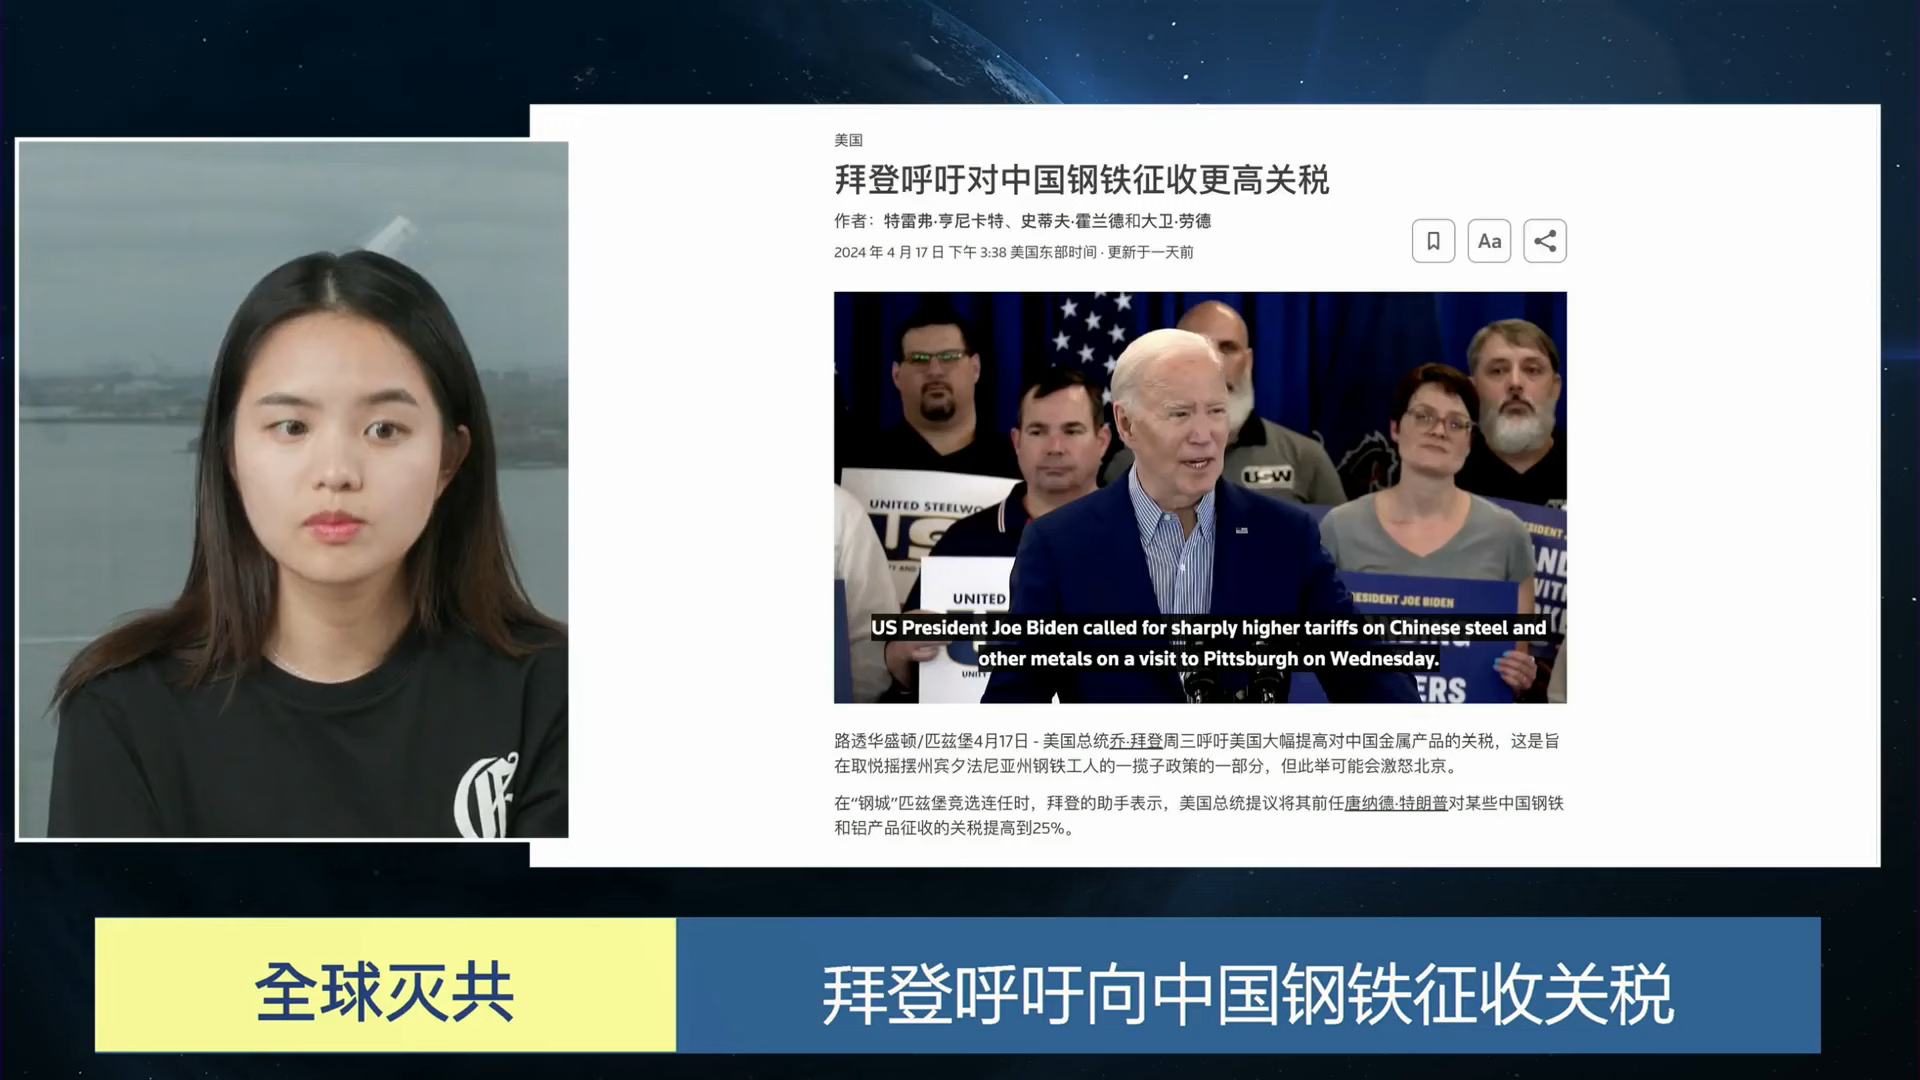 美国
拜登呼吁对中国钢铁征收更高关税
作者：特雷弗·亨尼卡特、史蒂夫·霍兰德和大卫·劳德
2024 年 4 月 17 日 下午 3:38 美国东部时间 · 更新于一天前
Aa
USW
UNITED STEELWO
UNITED
UNITY
PRESIDENT JOE BIDEN
ERS
US President Joe Biden called for sharply higher tariffs on Chinese steel and
other metals on a visit to Pittsburgh on Wednesday.
路透华盛顿/匹兹堡4月17日 - 美国总统乔·拜登周三呼吁美国大幅提高对中国金属产品的关税，这是旨
在取悦摇摆州宾夕法尼亚州钢铁工人的一揽子政策的一部分，但此举可能会激怒北京。
在“钢城”匹兹堡竞选连任时，拜登的助手表示，美国总统提议将其前任唐纳德·特朗普对某些中国钢铁
和铝产品征收的关税提高到25%。
全球灭共
拜登呼吁向中国钢铁征收关税